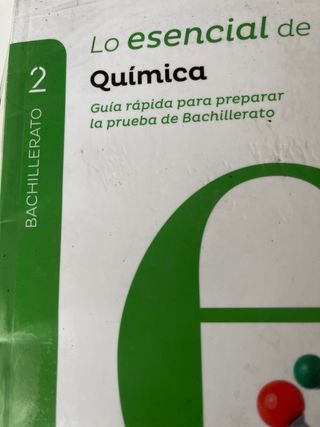 Lo esencial de
Química
Guía rápida para preparar
la prueba de Bachillerato
2
BACHILLERATO